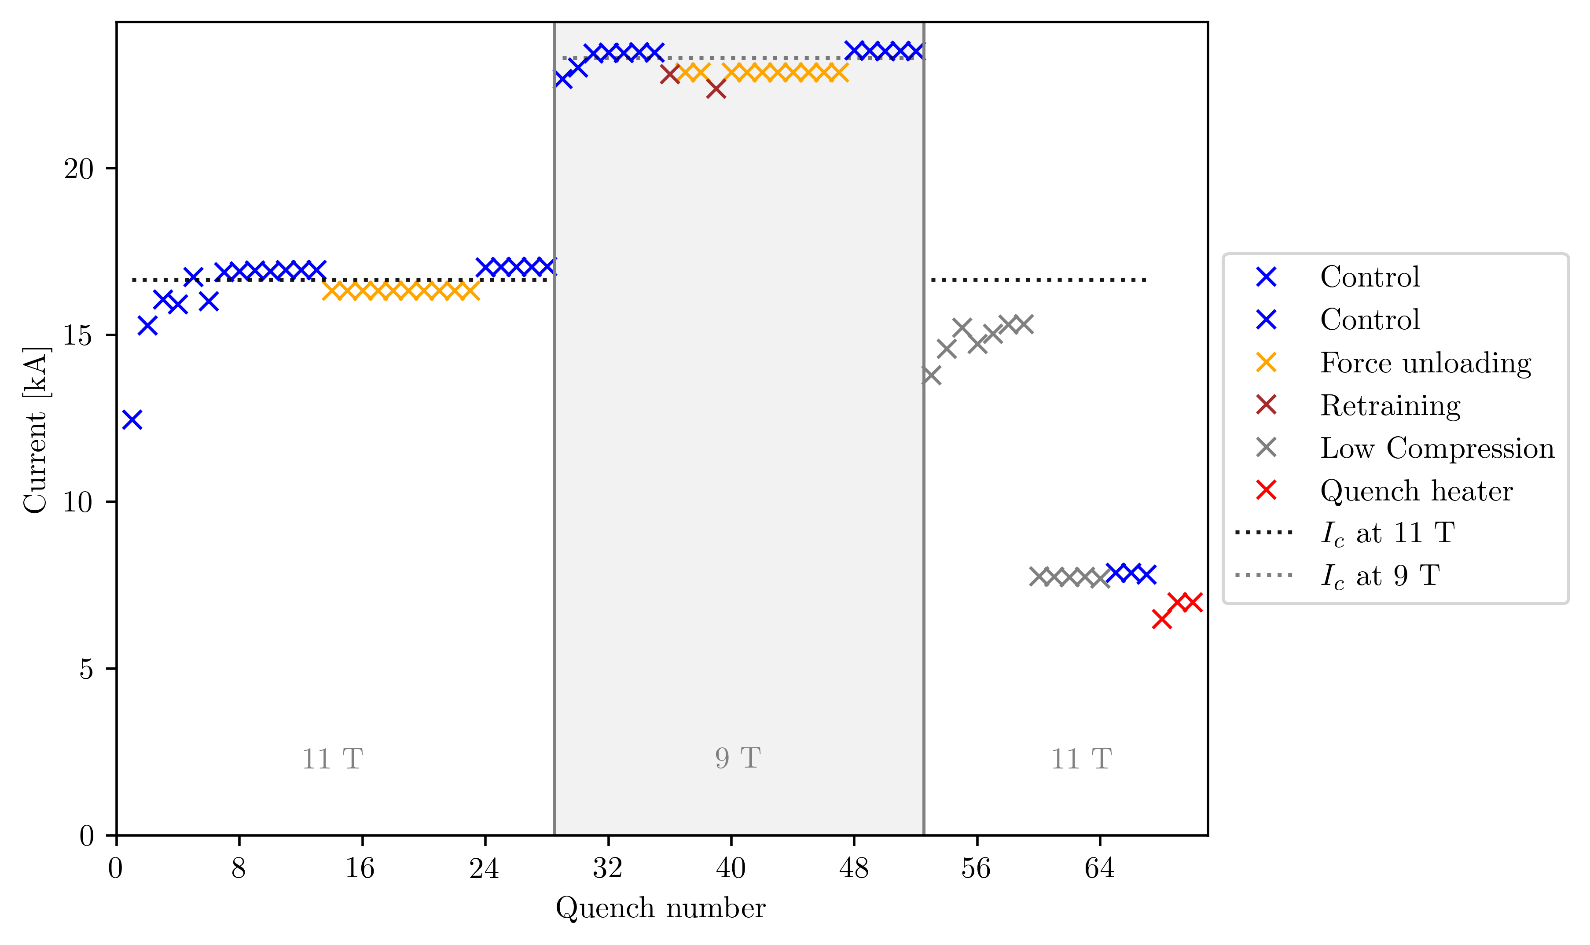 20
15
10
5
0
Current [kA]
11 T
9 T
11 T
0 8 16 24 32 40 48 56 64
Quench number
Control
Control
Force unloading
Retraining
Low Compression
Quench heater
I_c at 11 T
I_c at 9 T